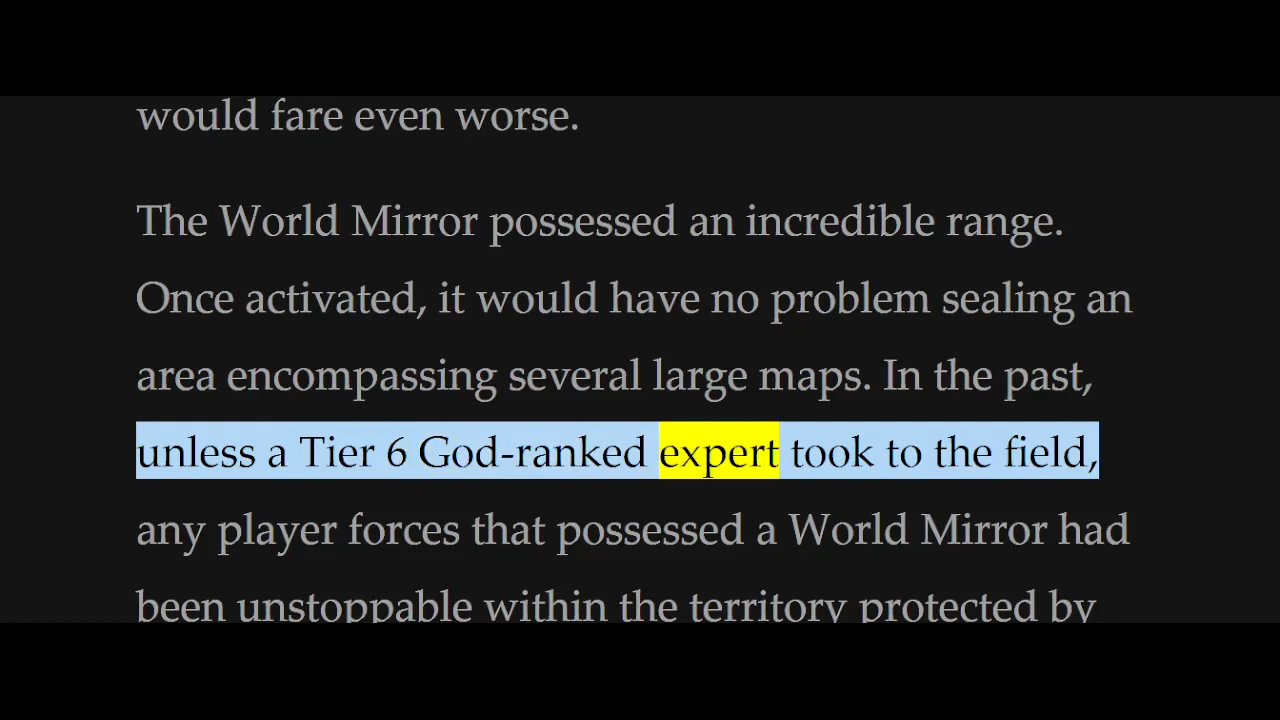 would fare even worse.
The World Mirror possessed an incredible range.
Once activated, it would have no problem sealing an
area encompassing several large maps. In the past,
unless a Tier 6 God-ranked expert took to the field,
any player forces that possessed a World Mirror had
been unstoppable within the territory protected by